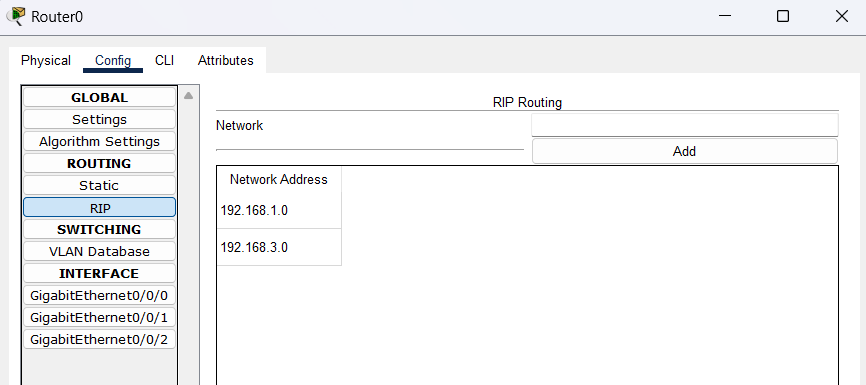 Router0
Physical Config CLI Attributes
GLOBAL
Settings
Algorithm Settings
ROUTING
Static
RIP
SWITCHING
VLAN Database
INTERFACE
GigabitEthernet0/0/0
GigabitEthernet0/0/1
GigabitEthernet0/0/2
RIP Routing
Network
Add
Network Address
192.168.1.0
192.168.3.0